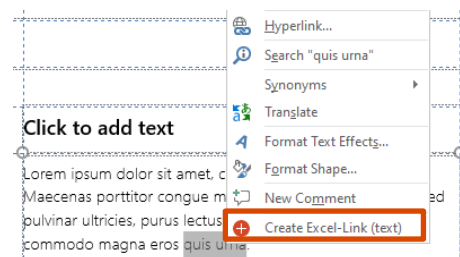 Hyperlink...
Search "quis urna"
Synonyms
Translate
Format Text Effects...
Format Shape...
New Comment
Create Excel-Link (text)
Click to add text
Lorem ipsum dolor sit amet, c
Maecenas porttitor congue m ed
pulvinar ultricies, purus lectus
commodo magna eros quis urna.